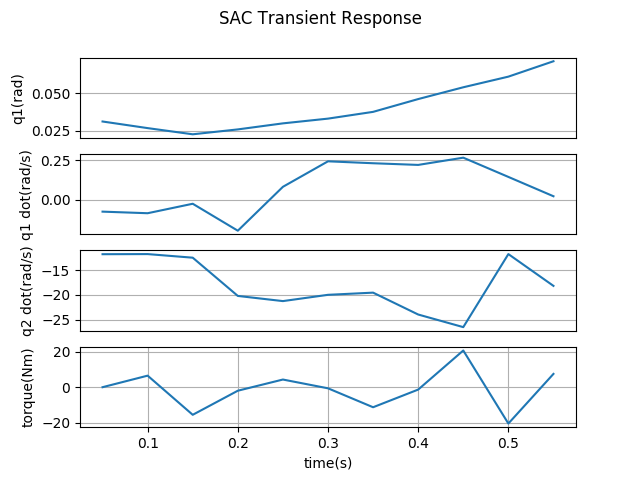 SAC Transient Response
q1(rad)
0.050
0.025
q1 dot(rad/s)
0.25
0.00
q2 dot(rad/s)
−15
−20
−25
torque(Nm)
20
0
−20
0.1 0.2 0.3 0.4 0.5
time(s)